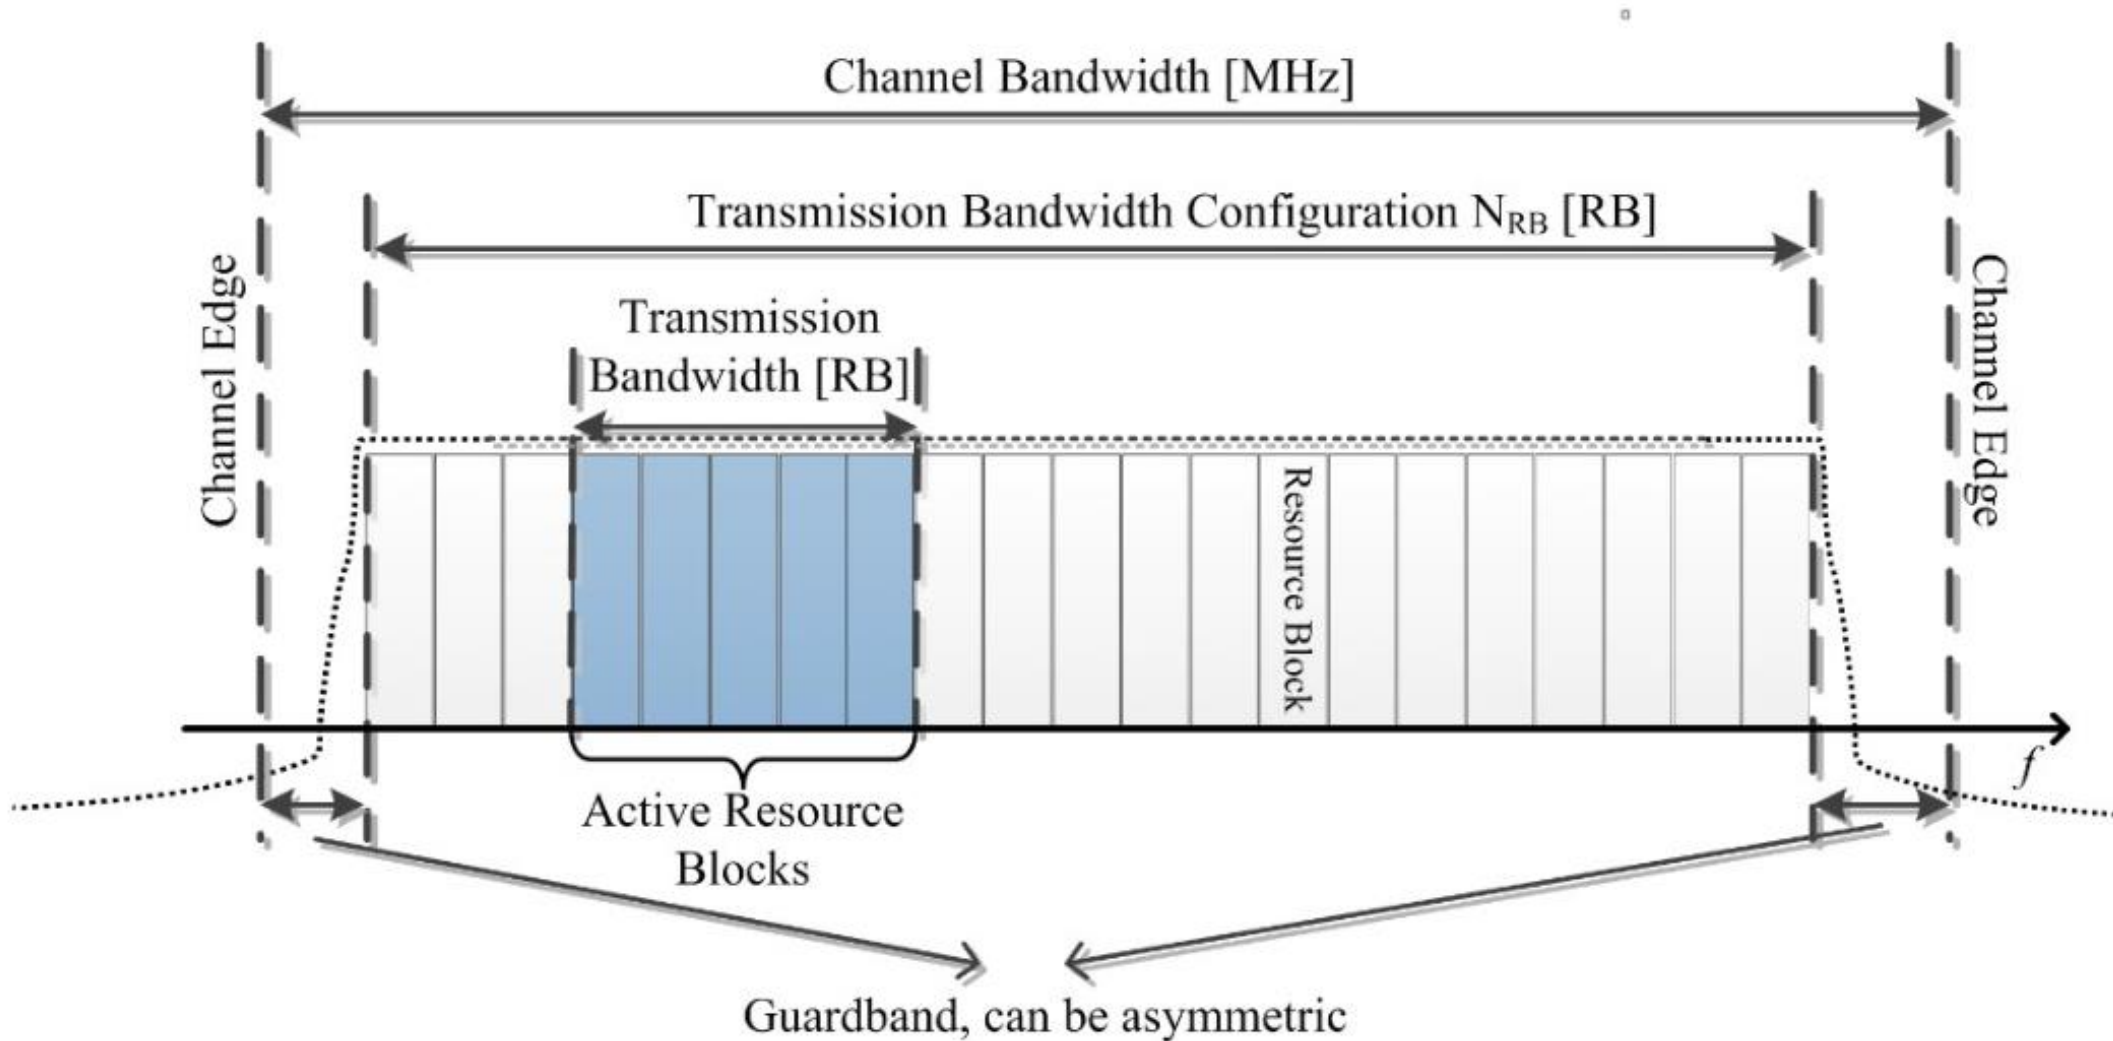 Channel Bandwidth [MHz]
Transmission Bandwidth Configuration NRB [RB]
Channel Edge
Transmission
Bandwidth [RB]
Channel Edge
Resource Block
f
Active Resource
Blocks
Guardband, can be asymmetric